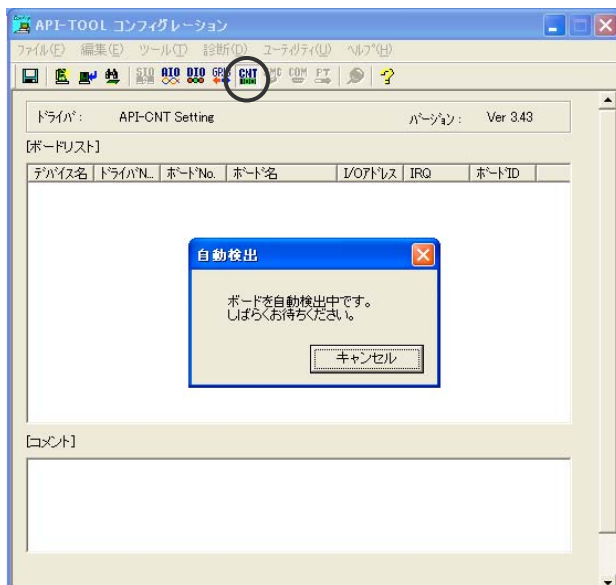 API-TOOL コンフィグレーション
ファイル(F) 編集(E) ツール(T) 診断(D) ユーティリティ(U) ヘルプ(H)
AIO DIO CNT COM
ドライバ: API-CNT Setting バージョン: Ver 3.43
[ボードリスト]
デバイス名 ドライバN... ボードNo. ボード名 I/Oアドレス IRQ ボードID
自動検出
ボードを自動検出中です。
しばらくお待ちください。
キャンセル
[コメント]